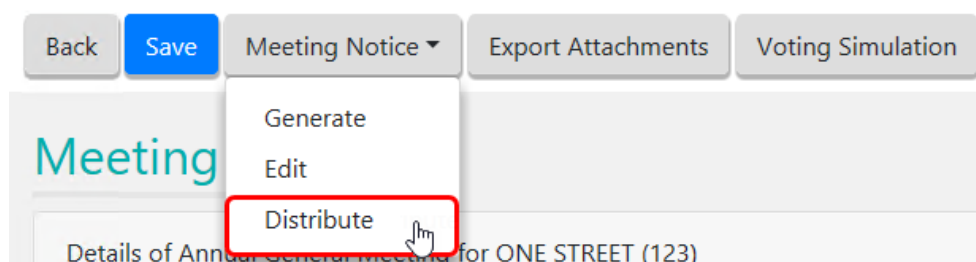 Back Save Meeting Notice Export Attachments Voting Simulation
Generate
Meeting
Edit
Distribute
Details of Annual General Meeting for ONE STREET (123)